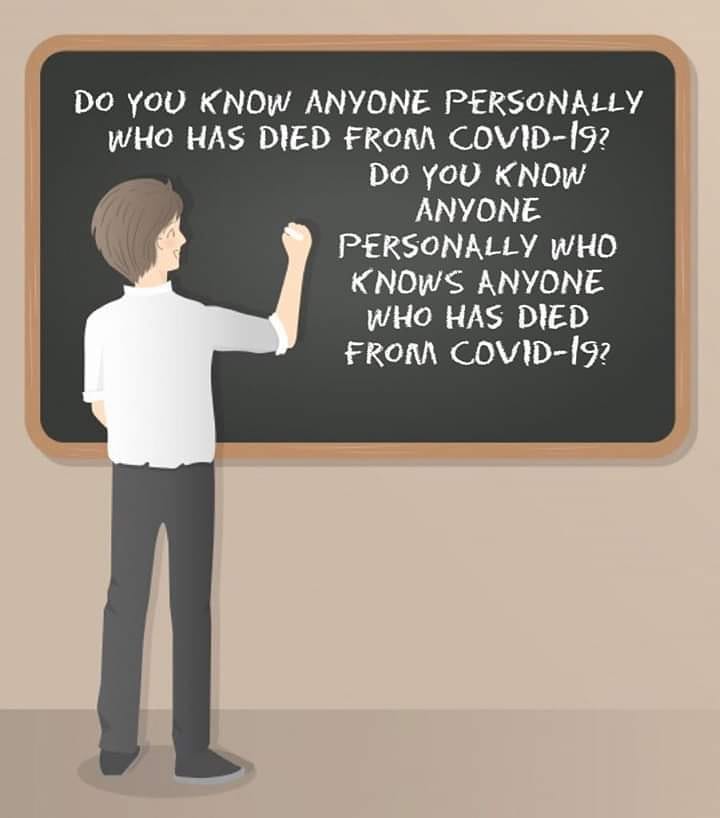 DO YOU KNOW ANYONE PERSONALLY
WHO HAS DIED FROM COVID-19?
DO YOU KNOW
ANYONE
PERSONALLY WHO
KNOWS ANYONE
WHO HAS DIED
FROM COVID-19?